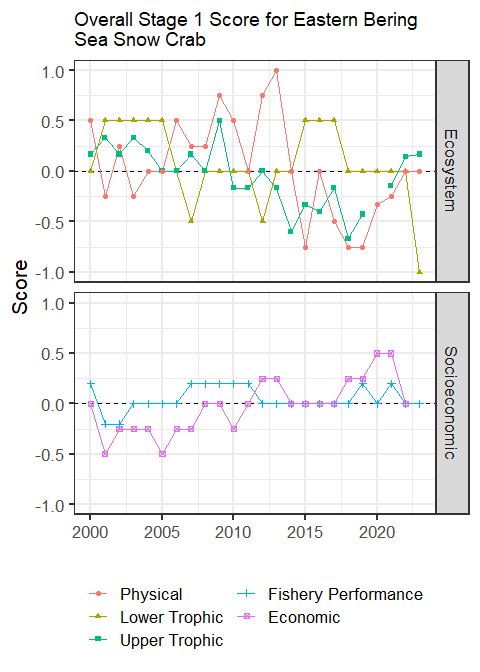 Overall Stage 1 Score for Eastern Bering
Sea Snow Crab
1.0
0.5
0.0
-0.5
-1.0
Ecosystem
Score
1.0
0.5
0.0
-0.5
-1.0
Socioeconomic
2000 2005 2010 2015 2020
Physical Fishery Performance
Lower Trophic Economic
Upper Trophic